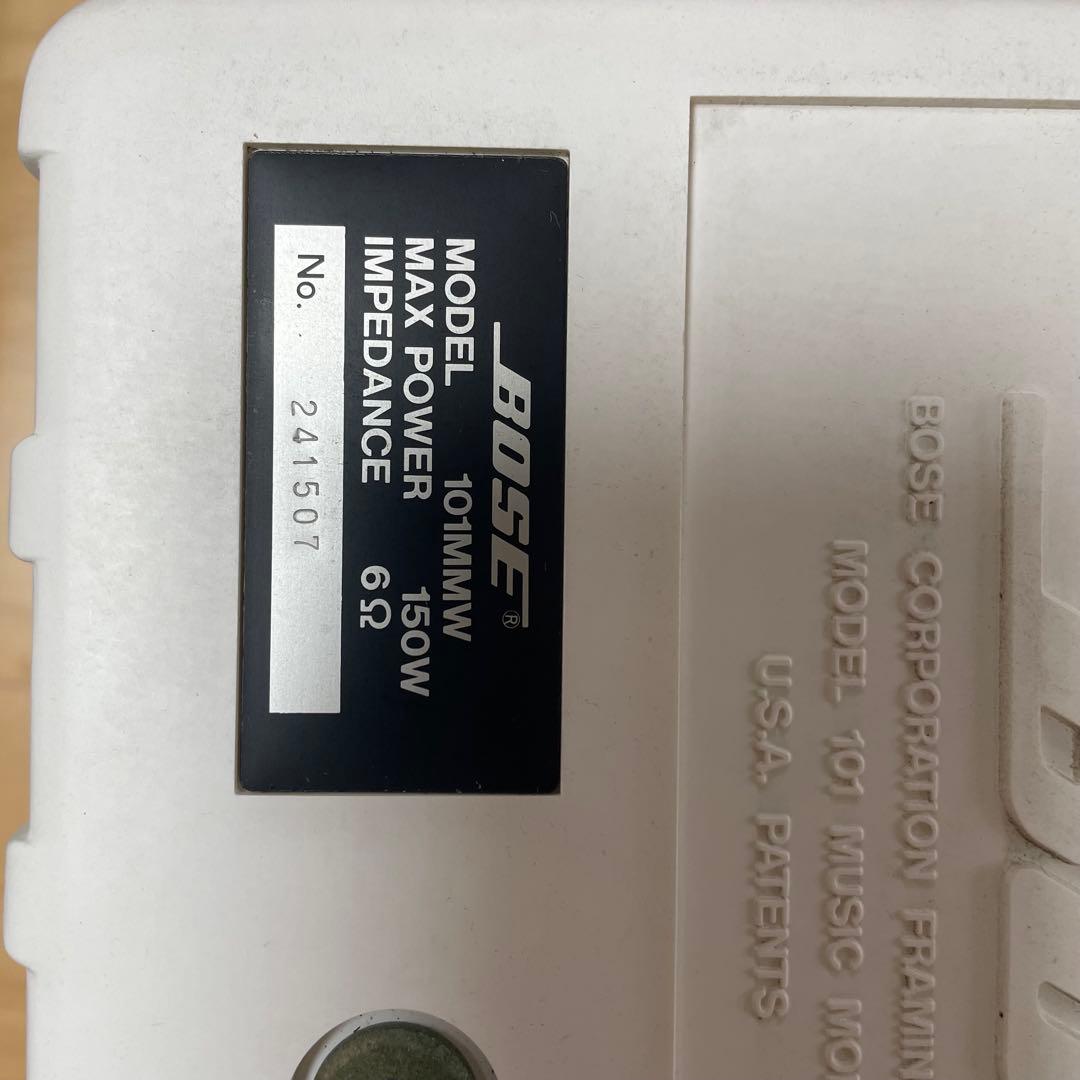 BOSE®
MODEL 101MMW
MAX POWER 150W
IMPEDANCE 6Ω
No. 241507
BOSE CORPORATION FRAMIN
MODEL 101 MUSIC MO
U.S.A. PATENTS